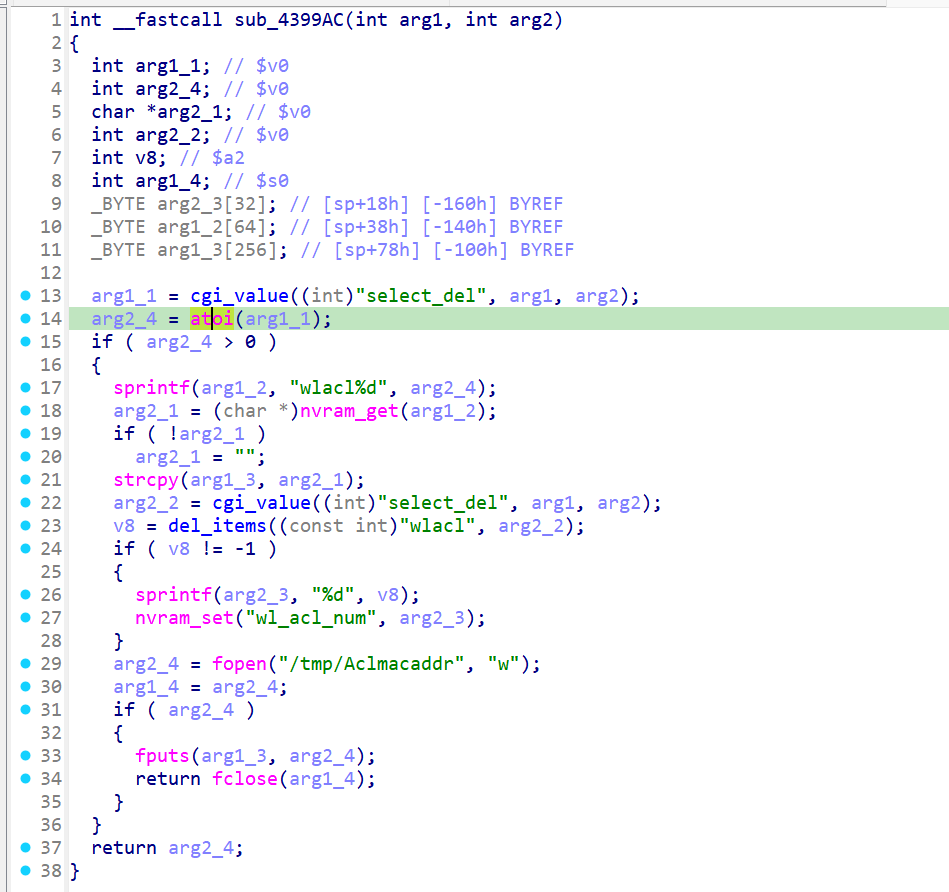 1 int __fastcall sub_4399AC(int arg1, int arg2)
2 {
3   int arg1_1; // $v0
4   int arg2_4; // $v0
5   char *arg2_1; // $v0
6   int arg2_2; // $v0
7   int v8; // $a2
8   int arg1_4; // $s0
9   _BYTE arg2_3[32]; // [sp+18h] [-160h] BYREF
10   _BYTE arg1_2[64]; // [sp+38h] [-140h] BYREF
11   _BYTE arg1_3[256]; // [sp+78h] [-100h] BYREF
12
13   arg1_1 = cgi_value((int)"select_del", arg1, arg2);
14   arg2_4 = atoi(arg1_1);
15   if ( arg2_4 > 0 )
16   {
17     sprintf(arg1_2, "wlacl%d", arg2_4);
18     arg2_1 = (char *)nvram_get(arg1_2);
19     if ( !arg2_1 )
20       arg2_1 = "";
21     strcpy(arg1_3, arg2_1);
22     arg2_2 = cgi_value((int)"select_del", arg1, arg2);
23     v8 = del_items((const int)"wlacl", arg2_2);
24     if ( v8 != -1 )
25     {
26       sprintf(arg2_3, "%d", v8);
27       nvram_set("wl_acl_num", arg2_3);
28     }
29     arg2_4 = fopen("/tmp/Aclmacaddr", "w");
30     arg1_4 = arg2_4;
31     if ( arg2_4 )
32     {
33       fputs(arg1_3, arg2_4);
34       return fclose(arg1_4);
35     }
36   }
37   return arg2_4;
38 }